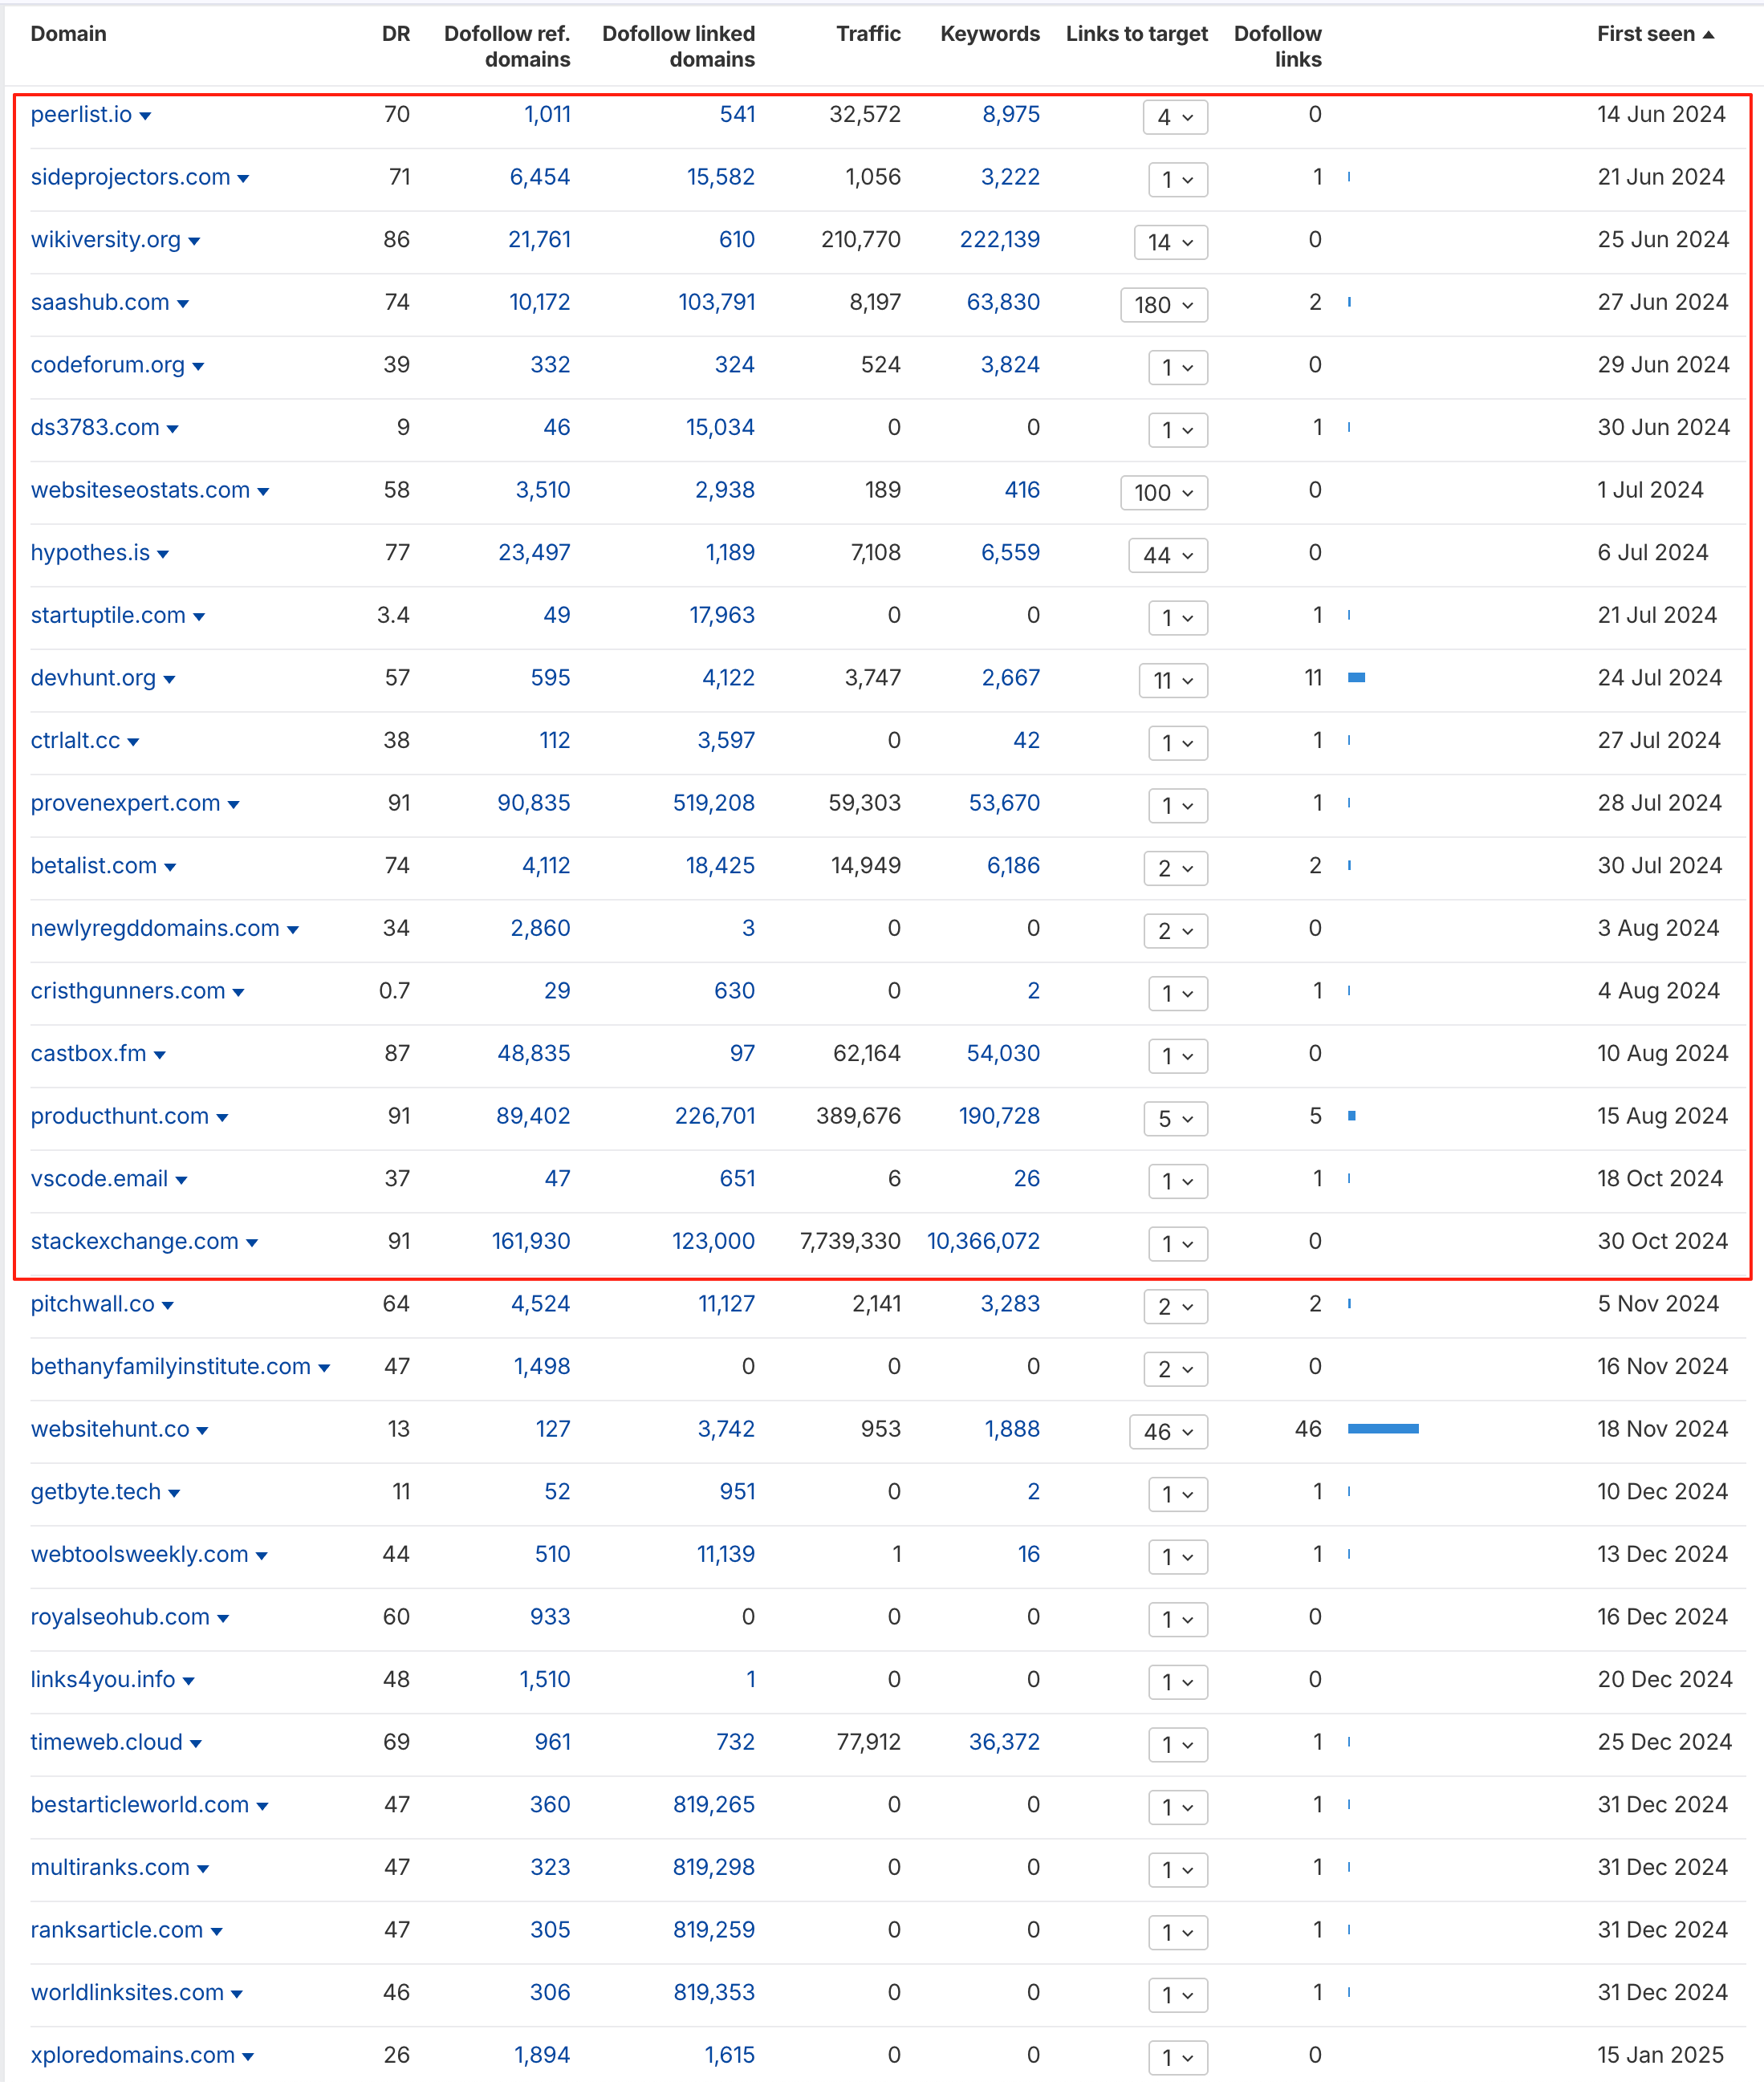 Domain DR Dofollow ref. domains Dofollow linked domains Traffic Keywords Links to target Dofollow links First seen
peerlist.io 70 1,011 541 32,572 8,975 4 0 14 Jun 2024
sideprojectors.com 71 6,454 15,582 1,056 3,222 1 1 21 Jun 2024
wikiversity.org 86 21,761 610 210,770 222,139 14 0 25 Jun 2024
saashub.com 74 10,172 103,791 8,197 63,830 180 2 27 Jun 2024
codeforum.org 39 332 324 524 3,824 1 0 29 Jun 2024
ds3783.com 9 46 15,034 0 0 1 1 30 Jun 2024
websiteseostats.com 58 3,510 2,938 189 416 100 0 1 Jul 2024
hypothes.is 77 23,497 1,189 7,108 6,559 44 0 6 Jul 2024
startuptile.com 3.4 49 17,963 0 0 1 1 21 Jul 2024
devhunt.org 57 595 4,122 3,747 2,667 11 11 24 Jul 2024
ctrlalt.cc 38 112 3,597 0 42 1 1 27 Jul 2024
provenexpert.com 91 90,835 519,208 59,303 53,670 1 1 28 Jul 2024
betalist.com 74 4,112 18,425 14,949 6,186 2 2 30 Jul 2024
newlyregddomains.com 34 2,860 3 0 0 2 0 3 Aug 2024
cristhgunners.com 0.7 29 630 0 2 1 1 4 Aug 2024
castbox.fm 87 48,835 97 62,164 54,030 1 0 10 Aug 2024
producthunt.com 91 89,402 226,701 389,676 190,728 5 5 15 Aug 2024
vscode.email 37 47 651 6 26 1 1 18 Oct 2024
stackexchange.com 91 161,930 123,000 7,739,330 10,366,072 1 0 30 Oct 2024
pitchwall.co 64 4,524 11,127 2,141 3,283 2 2 5 Nov 2024
bethanyfamilyinstitute.com 47 1,498 0 0 0 2 0 16 Nov 2024
websitehunt.co 13 127 3,742 953 1,888 46 46 18 Nov 2024
getbyte.tech 11 52 951 0 2 1 1 10 Dec 2024
webtoolsweekly.com 44 510 11,139 1 16 1 1 13 Dec 2024
royalseohub.com 60 933 0 0 0 1 0 16 Dec 2024
links4you.info 48 1,510 1 0 0 1 0 20 Dec 2024
timeweb.cloud 69 961 732 77,912 36,372 1 1 25 Dec 2024
bestarticleworld.com 47 360 819,265 0 0 1 1 31 Dec 2024
multiranks.com 47 323 819,298 0 0 1 1 31 Dec 2024
ranksarticle.com 47 305 819,259 0 0 1 1 31 Dec 2024
worldlinksites.com 46 306 819,353 0 0 1 1 31 Dec 2024
xploredomains.com 26 1,894 1,615 0 0 1 0 15 Jan 2025